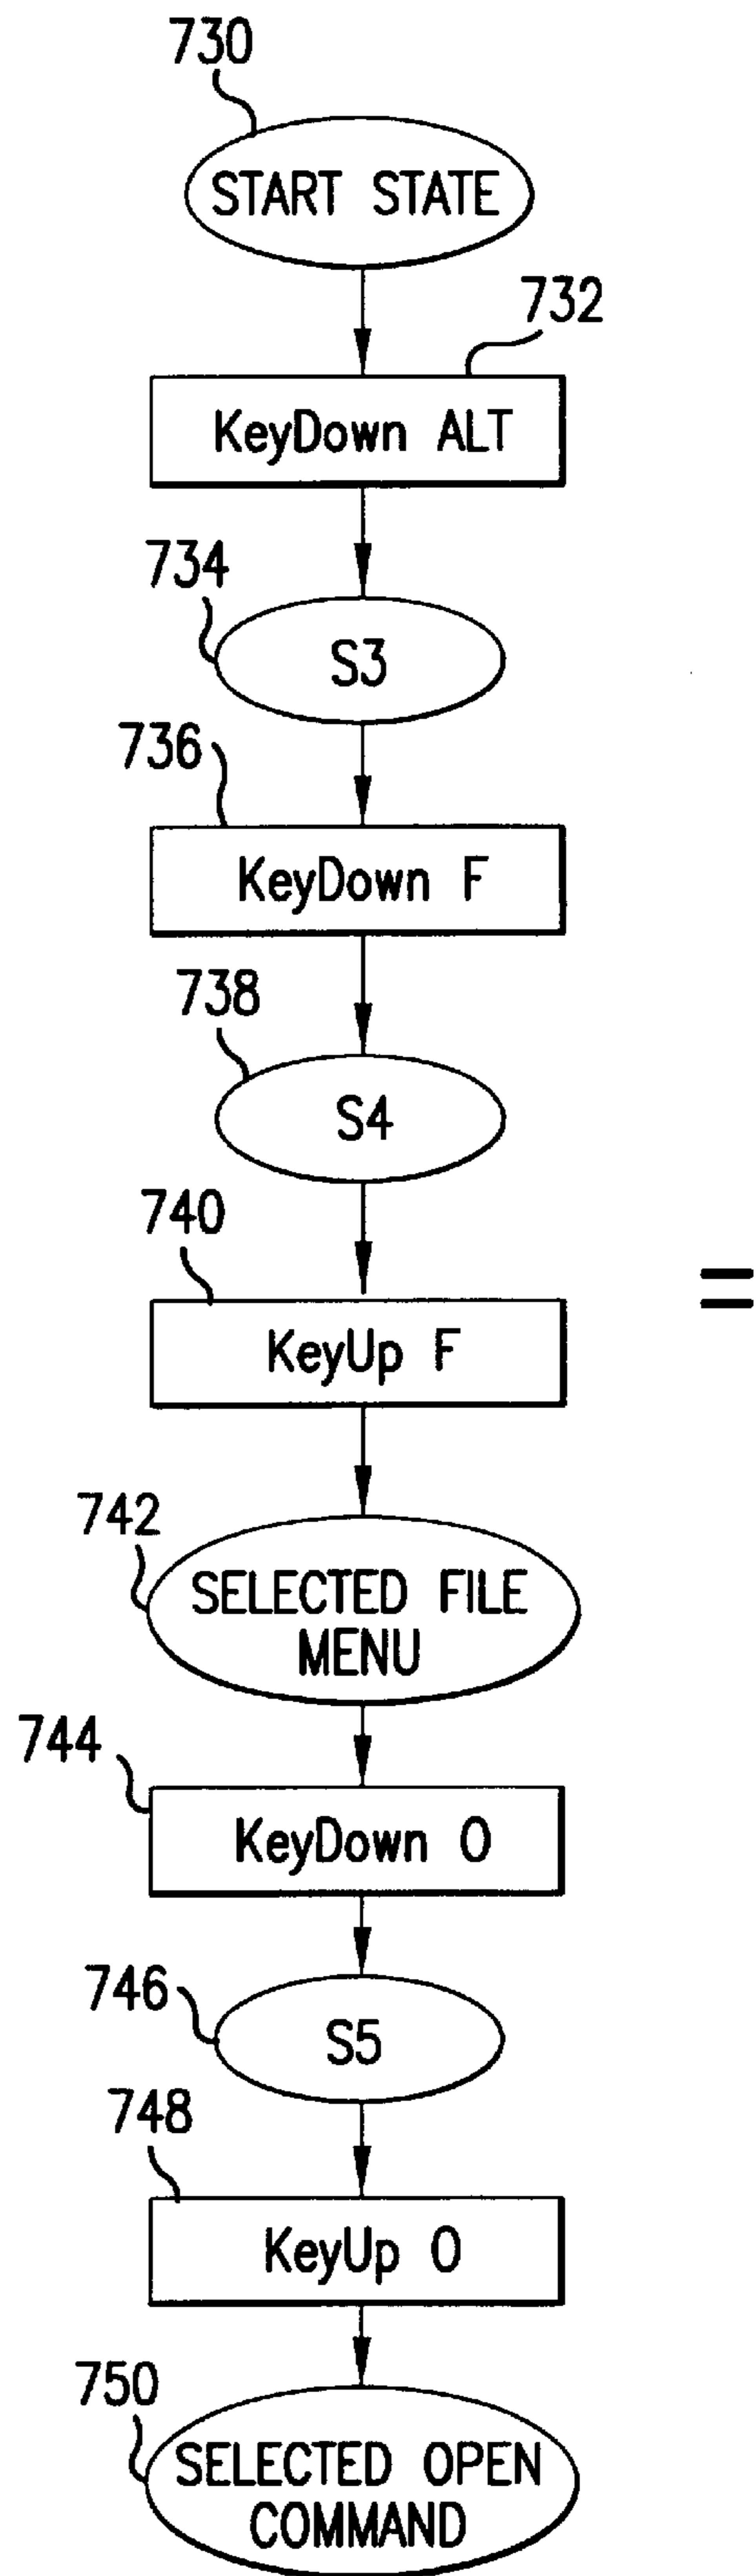 730
START STATE
732
KeyDown ALT
734
S3
736
KeyDown F
738
S4
740
KeyUp F
=
742
SELECTED FILE
MENU
744
KeyDown O
746
S5
748
KeyUp O
750
SELECTED OPEN
COMMAND